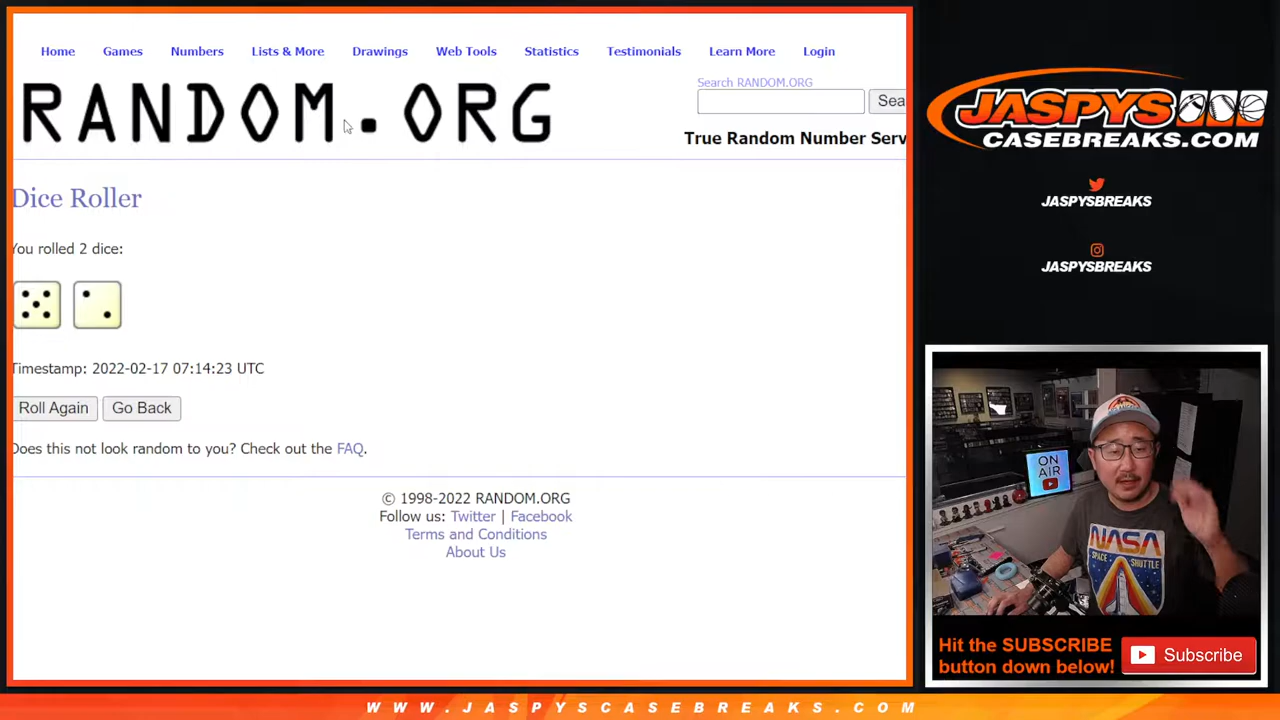 Home Games Numbers Lists & More Drawings Web Tools Statistics Testimonials Learn More Login
RANDOM.ORG
Search RANDOM.ORG
Sea
True Random Number Serv
Dice Roller
You rolled 2 dice:
Timestamp: 2022-02-17 07:14:23 UTC
Roll Again Go Back
Does this not look random to you? Check out the FAQ.
© 1998-2022 RANDOM.ORG
Follow us: Twitter | Facebook
Terms and Conditions
About Us
JASPYS
CASEBREAKS.COM
JASPYSBREAKS
JASPYSBREAKS
ON
AIR
NASA
SPACE SHUTTLE
Hit the SUBSCRIBE
button down below!
Subscribe
WWW.JASPYSCASEBREAKS.COM